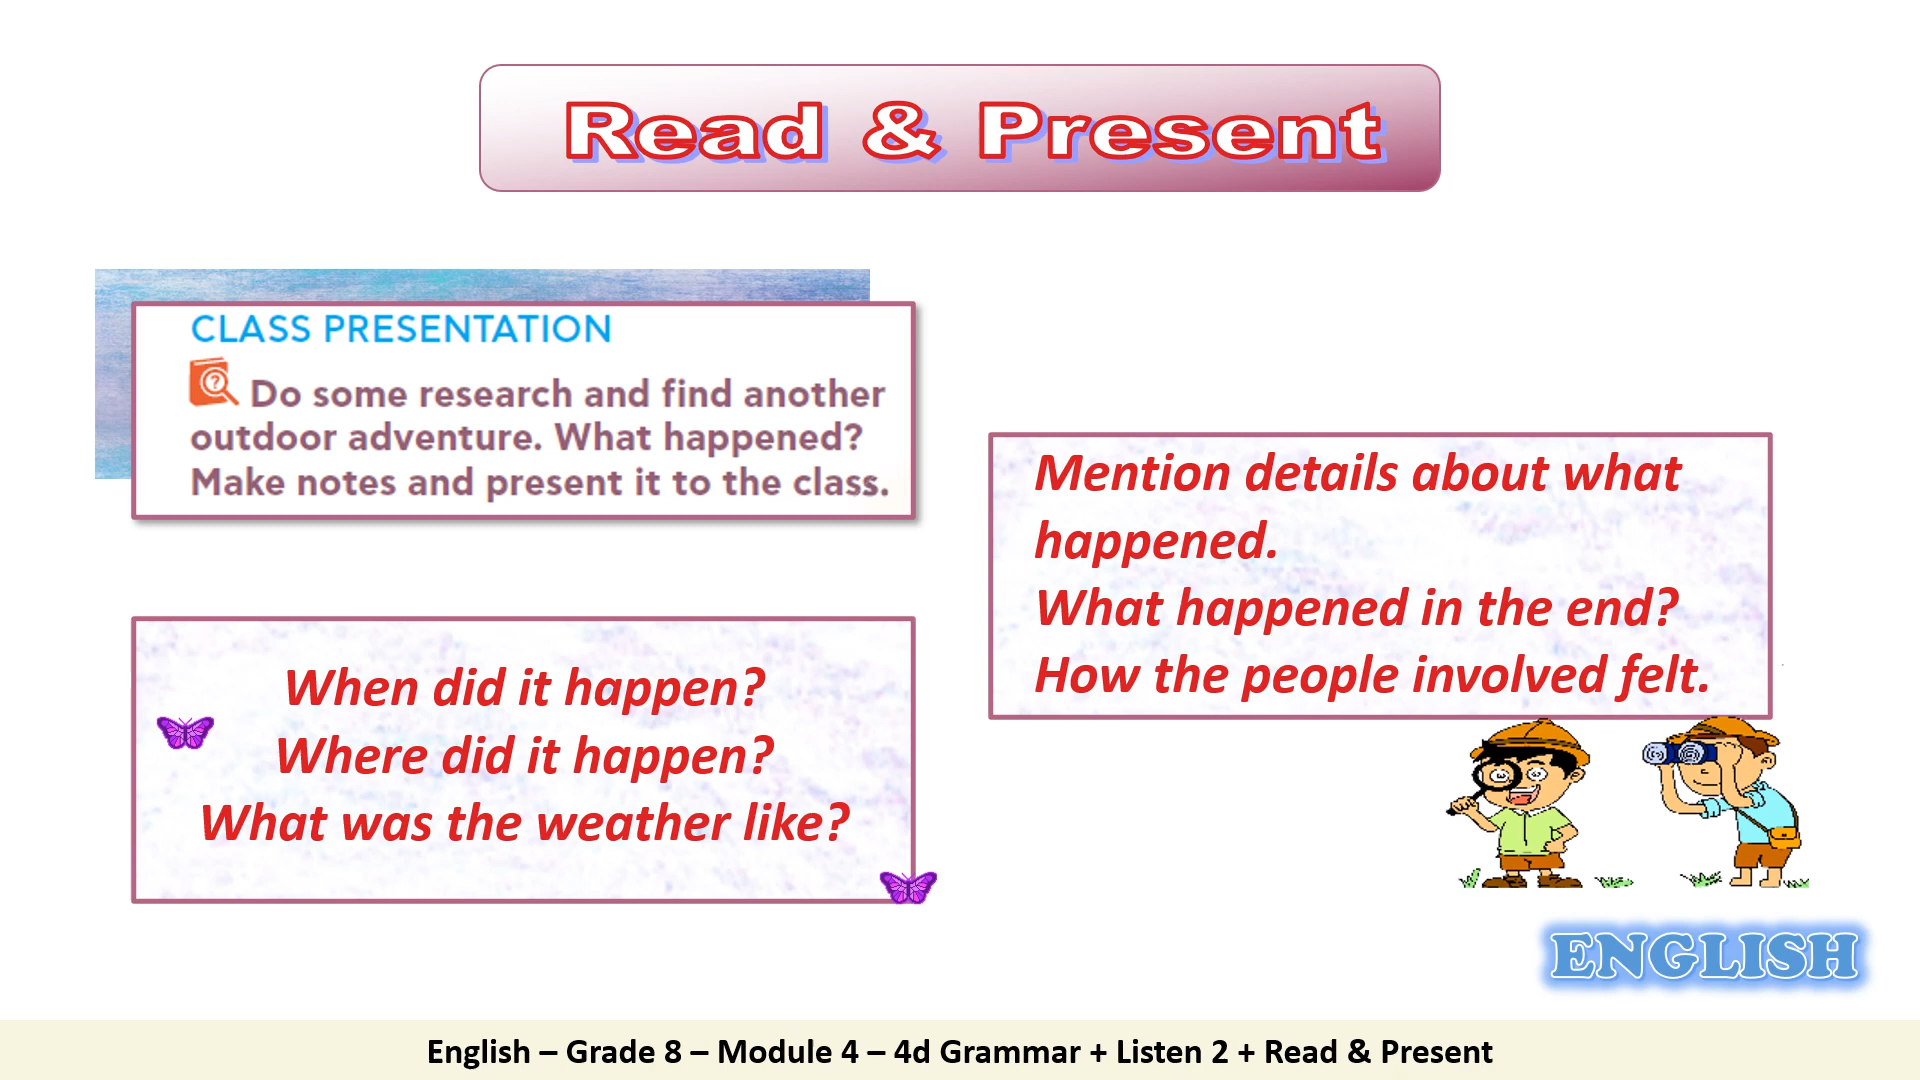 Read & Present
CLASS PRESENTATION
Do some research and find another
outdoor adventure. What happened?
Make notes and present it to the class.
When did it happen?
Where did it happen?
What was the weather like?
Mention details about what
happened.
What happened in the end?
How the people involved felt.
ENGLISH
English – Grade 8 – Module 4 – 4d Grammar + Listen 2 + Read & Present